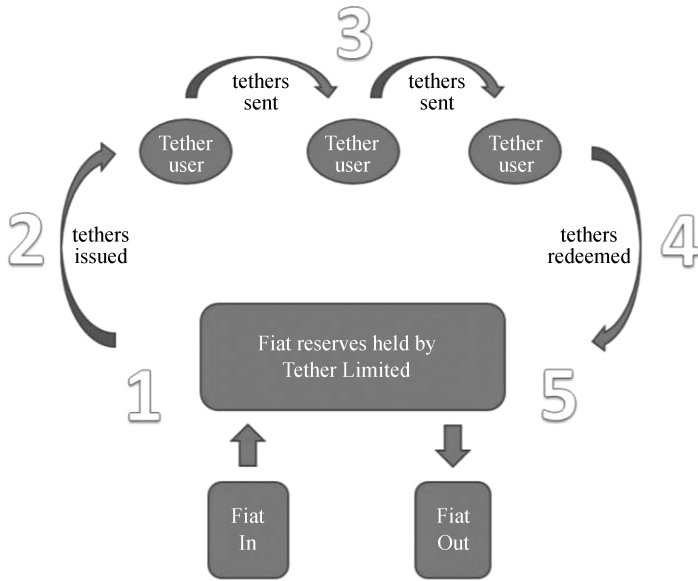 3
tethers
sent
tethers
sent
Tether
user
Tether
user
Tether
user
2
tethers
issued
tethers
redeemed
4
Fiat reserves held by
Tether Limited
1
5
Fiat
In
Fiat
Out